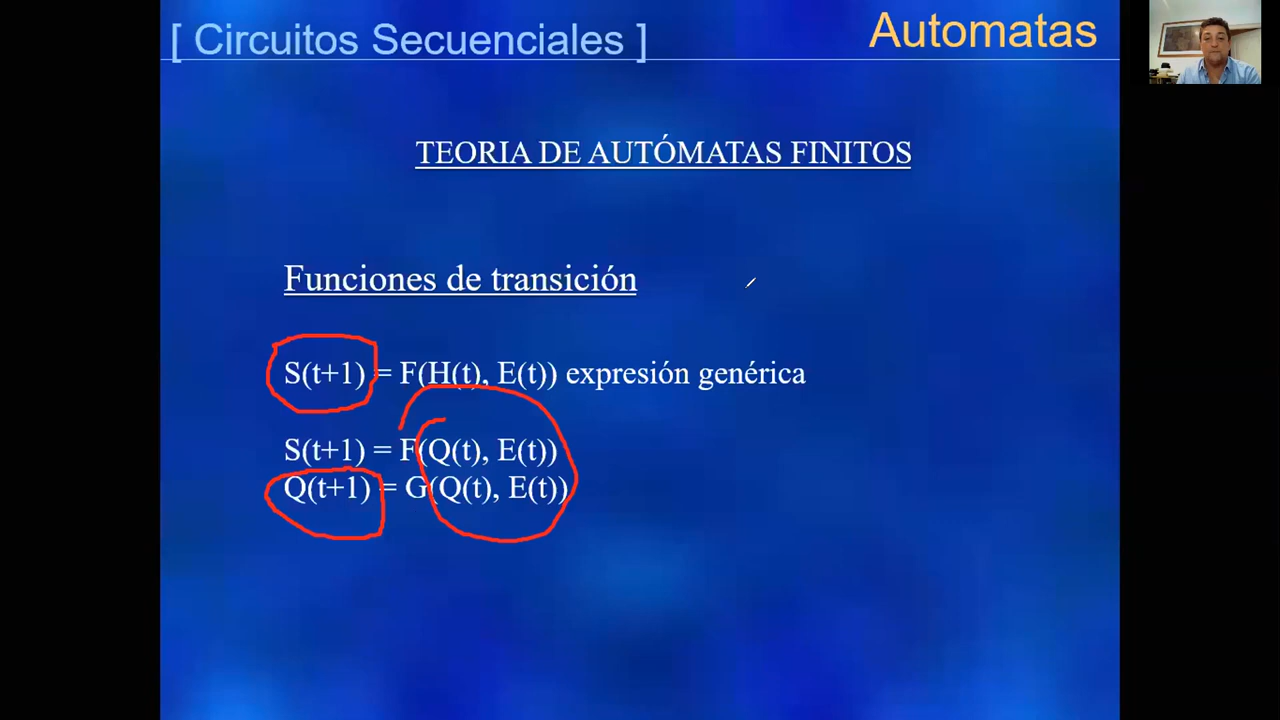 [ Circuitos Secuenciales ]
Automatas
TEORIA DE AUTÓMATAS FINITOS
Funciones de transición
S(t+1) = F(H(t), E(t)) expresión genérica
S(t+1) = F(Q(t), E(t))
Q(t+1) = G(Q(t), E(t))